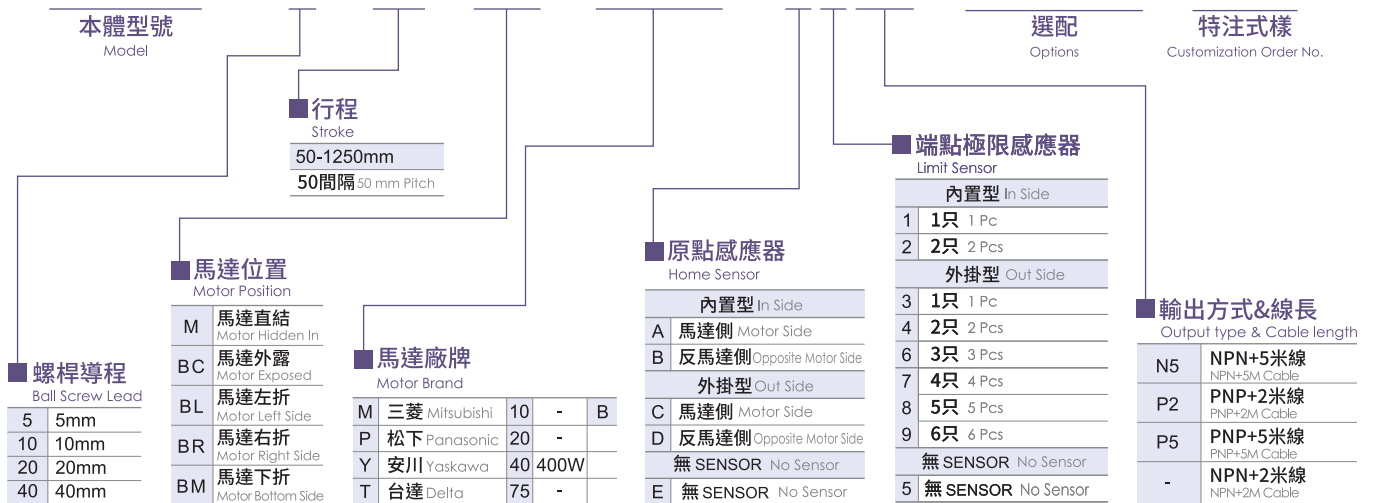 本體型號
Model
選配
Options
特注式樣
Customization Order No.
行程
Stroke
50-1250mm
50間隔 50 mm Pitch
端點極限感應器
Limit Sensor
內置型 In Side
1 1只 1 Pc
2 2只 2 Pcs
外掛型 Out Side
3 1只 1 Pc
4 2只 2 Pcs
6 3只 3 Pcs
7 4只 4 Pcs
8 5只 5 Pcs
9 6只 6 Pcs
無 SENSOR No Sensor
5 無 SENSOR No Sensor
原點感應器
Home Sensor
內置型 In Side
A 馬達側 Motor Side
B 反馬達側 Opposite Motor Side
外掛型 Out Side
C 馬達側 Motor Side
D 反馬達側 Opposite Motor Side
無 SENSOR No Sensor
E 無 SENSOR No Sensor
馬達位置
Motor Position
M 馬達直結
Motor Hidden In
BC 馬達外露
Motor Exposed
BL 馬達左折
Motor Left Side
BR 馬達右折
Motor Right Side
BM 馬達下折
Motor Bottom Side
輸出方式&線長
Output type & Cable length
N5 NPN+5米線
NPN+5M Cable
P2 PNP+2米線
PNP+2M Cable
P5 PNP+5米線
PNP+5M Cable
- NPN+2米線
NPN+2M Cable
馬達廠牌
Motor Brand
M 三菱 Mitsubishi 10 - B
P 松下 Panasonic 20 -
Y 安川 Yaskawa 40 400W
T 台達 Delta 75 -
螺桿導程
Ball Screw Lead
5 5mm
10 10mm
20 20mm
40 40mm